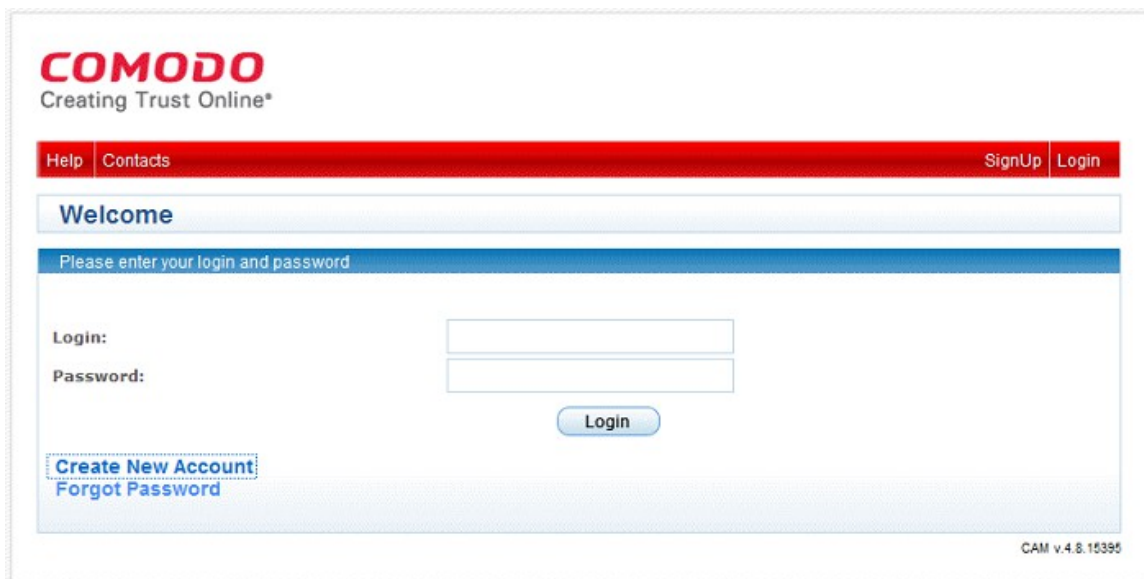 COMODO
Creating Trust Online®
Help Contacts SignUp Login
Welcome
Please enter your login and password
Login:
Password:
Login
Create New Account
Forgot Password
CAM v.4.8.15395